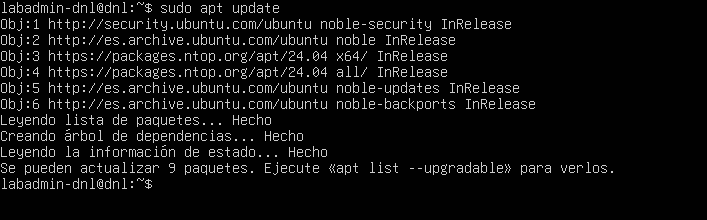 labadmin-dnl@dnl:~$ sudo apt update
Obj:1 http://security.ubuntu.com/ubuntu noble-security InRelease
Obj:2 http://es.archive.ubuntu.com/ubuntu noble InRelease
Obj:3 https://packages.ntop.org/apt/24.04 x64/ InRelease
Obj:4 https://packages.ntop.org/apt/24.04 all/ InRelease
Obj:5 http://es.archive.ubuntu.com/ubuntu noble-updates InRelease
Obj:6 http://es.archive.ubuntu.com/ubuntu noble-backports InRelease
Leyendo lista de paquetes... Hecho
Creando árbol de dependencias... Hecho
Leyendo la información de estado... Hecho
Se pueden actualizar 9 paquetes. Ejecute «apt list --upgradable» para verlos.
labadmin-dnl@dnl:~$